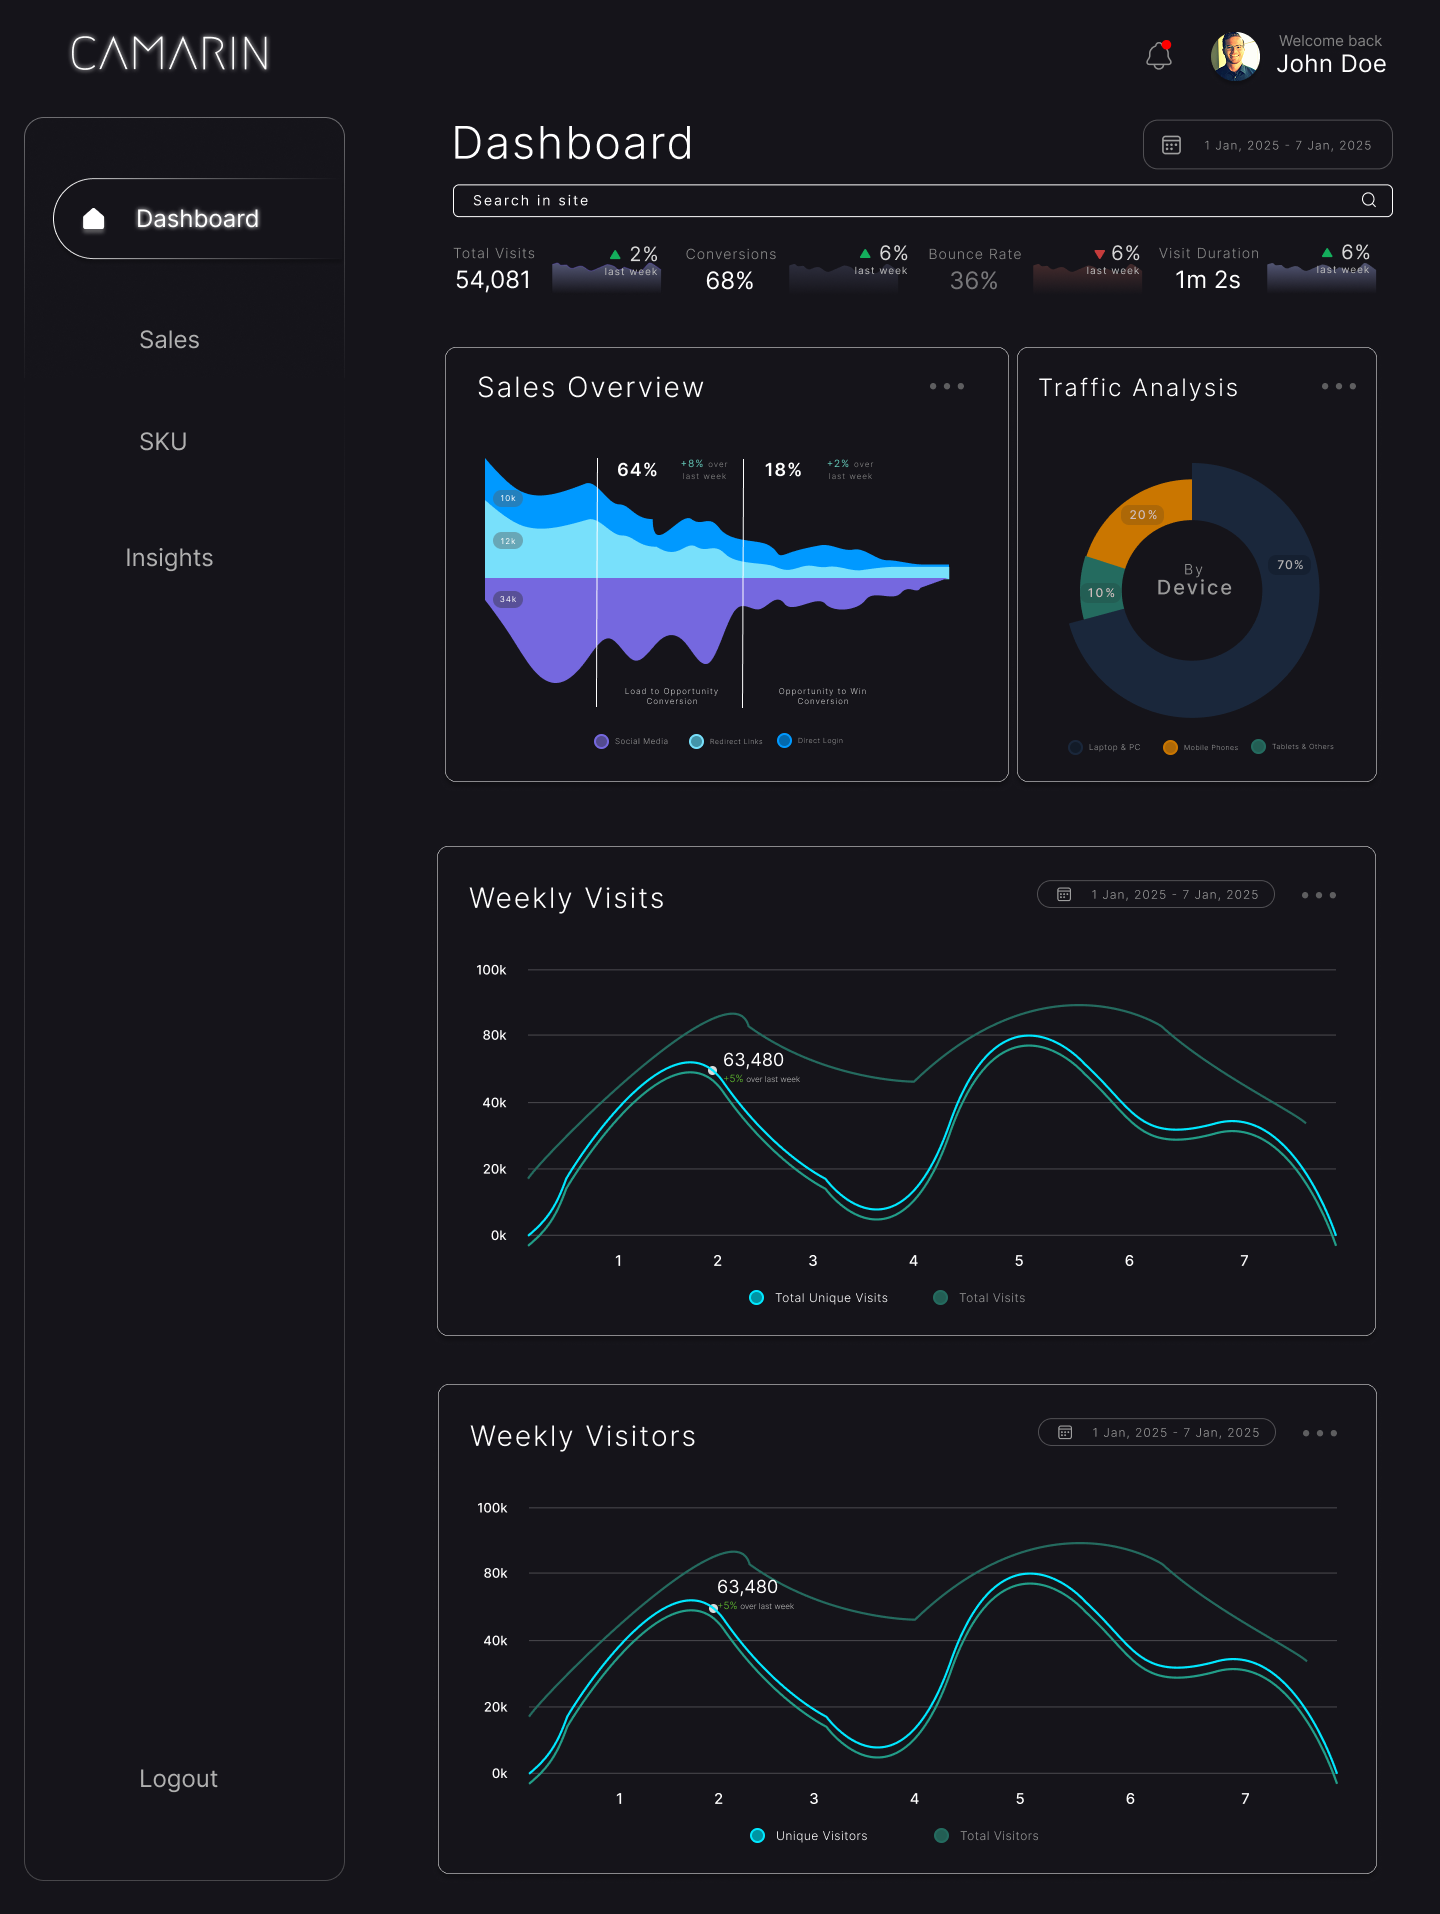 CAMARIN
Welcome back
John Doe
Dashboard
Sales
SKU
Insights
Logout
Dashboard
1 Jan, 2025 - 7 Jan, 2025
Search in site
Total Visits
54,081
2%
last week
Conversions
68%
6%
last week
Bounce Rate
36%
6%
last week
Visit Duration
1m 2s
6%
last week
Sales Overview
64%
+8% over
last week
18%
+2% over
last week
10k
12k
34k
Load to Opportunity
Conversion
Opportunity to Win
Conversion
Social Media
Redirect Links
Direct Login
Traffic Analysis
20%
70%
10%
By
Device
Laptop & PC
Mobile Phones
Tablets & Others
Weekly Visits
1 Jan, 2025 - 7 Jan, 2025
100k
80k
40k
20k
0k
63,480
+5% over last week
1 2 3 4 5 6 7
Total Unique Visits
Total Visits
Weekly Visitors
1 Jan, 2025 - 7 Jan, 2025
100k
80k
40k
20k
0k
63,480
+5% over last week
1 2 3 4 5 6 7
Unique Visitors
Total Visitors